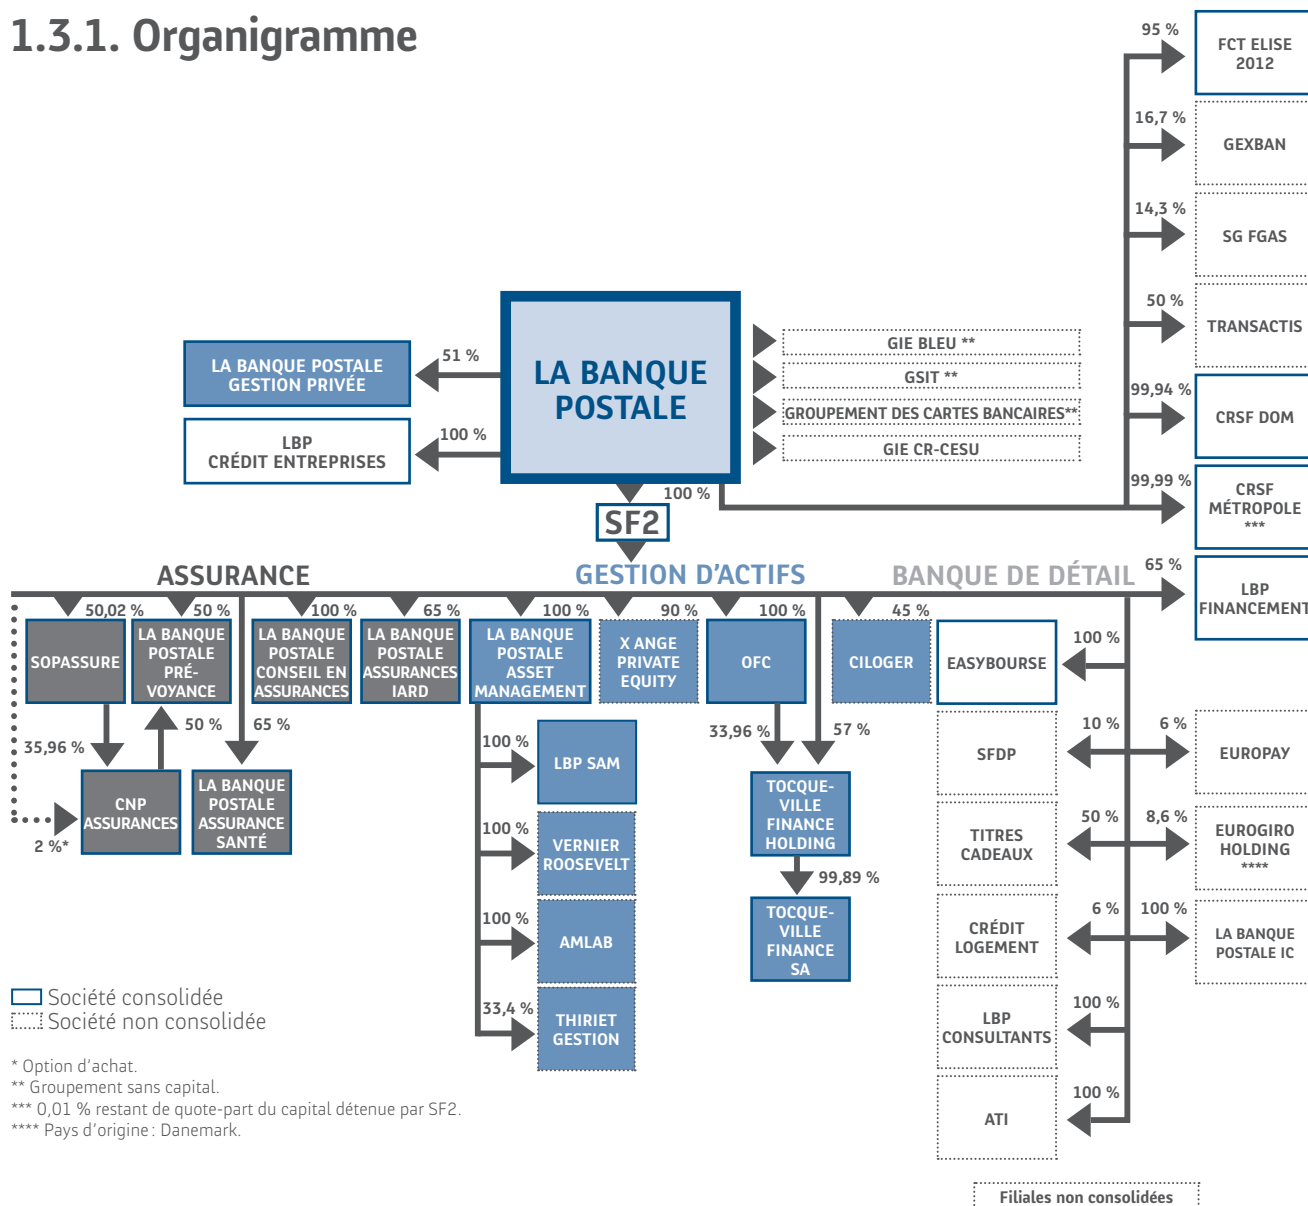 1.3.1. Organigramme
95 %
FCT ELISE
2012
16,7 %
GEXBAN
14,3 %
SG FGAS
50 %
TRANSACTIS
99,94 %
CRSF DOM
99,99 %
CRSF
MÉTROPOLE
***
LA BANQUE POSTALE
GESTION PRIVÉE
51 %
LBP
CRÉDIT ENTREPRISES
100 %
LA BANQUE
POSTALE
GIE BLEU **
GSIT **
GROUPEMENT DES CARTES BANCAIRES**
GIE CR-CESU
100 %
SF2
ASSURANCE
GESTION D'ACTIFS
BANQUE DE DÉTAIL
65 %
LBP
FINANCEMENT
50,02 %
SOPASSURE
50 %
LA BANQUE
POSTALE
PRÉ-
VOYANCE
100 %
LA BANQUE
POSTALE
CONSEIL EN
ASSURANCES
65 %
LA BANQUE
POSTALE
ASSURANCES
IARD
100 %
LA BANQUE
POSTALE
ASSET
MANAGEMENT
90 %
X ANGE
PRIVATE
EQUITY
100 %
OFC
45 %
CILOGER
100 %
EASYBOURSE
35,96 %
50 %
65 %
2 %*
CNP
ASSURANCES
LA BANQUE
POSTALE
ASSURANCE
SANTÉ
100 %
LBP SAM
100 %
VERNIER
ROOSEVELT
100 %
AMLAB
33,4 %
THIRIET
GESTION
33,96 %
57 %
TOCQUE-
VILLE
FINANCE
HOLDING
99,89 %
TOCQUE-
VILLE
FINANCE
SA
SFDP
10 %
6 %
EUROPAY
TITRES
CADEAUX
50 %
8,6 %
EUROGIRO
HOLDING
****
CRÉDIT
LOGEMENT
6 %
100 %
LA BANQUE
POSTALE IC
LBP
CONSULTANTS
100 %
ATI
100 %
Société consolidée
Société non consolidée
* Option d'achat.
** Groupement sans capital.
*** 0,01 % restant de quote-part du capital détenue par SF2.
**** Pays d'origine : Danemark.
Filiales non consolidées